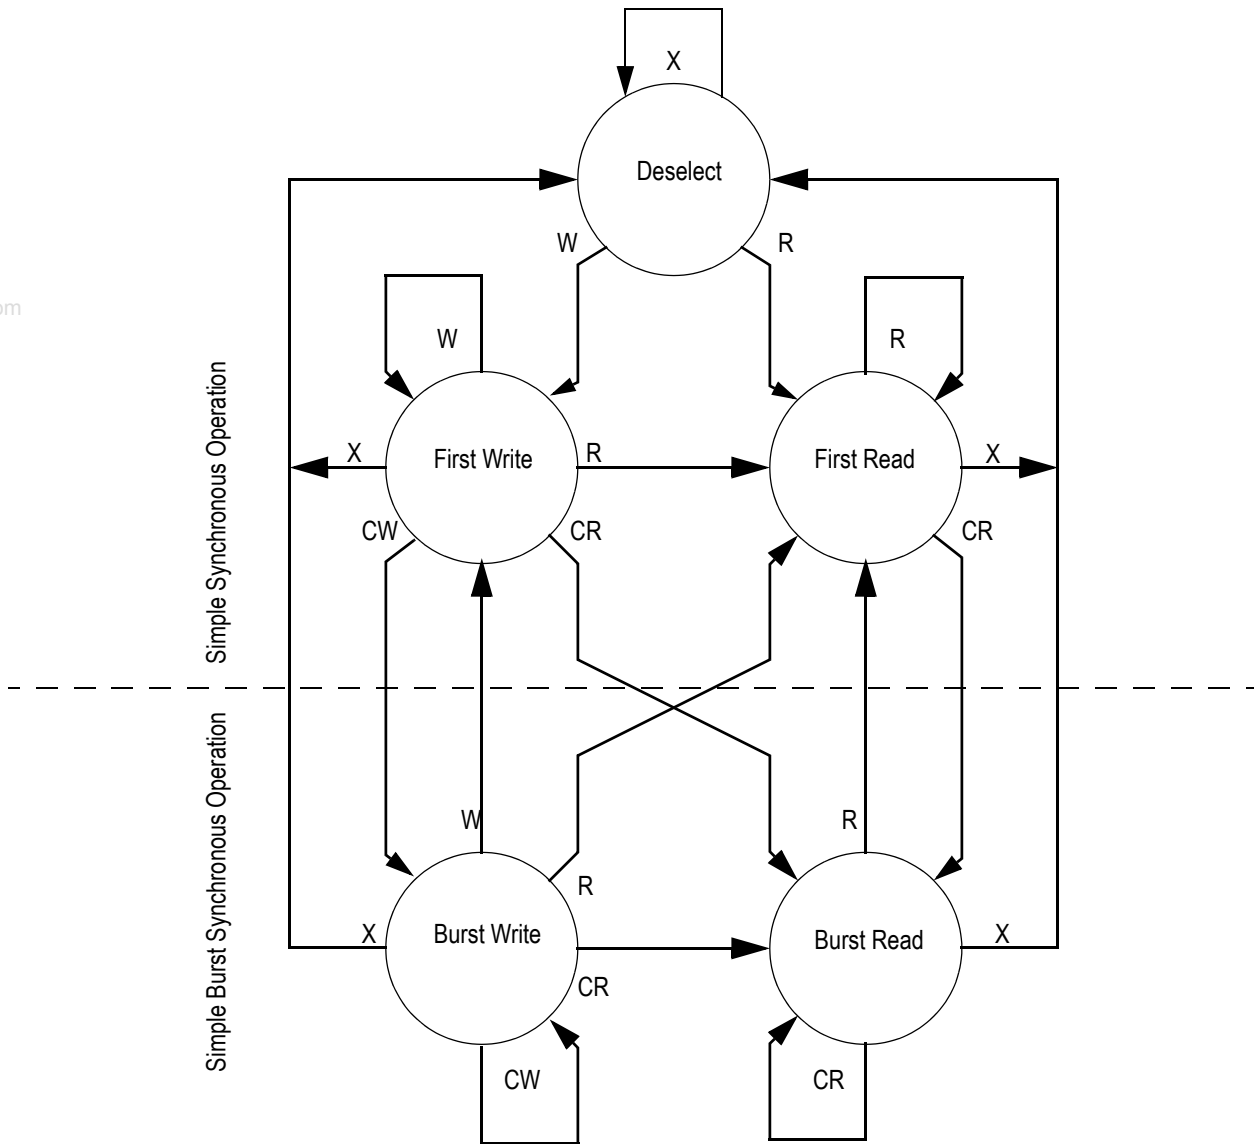 X
Deselect
W
R
om
W
R
Simple Synchronous Operation
X
First Write
R
First Read
X
CW
CR
CR
Simple Burst Synchronous Operation
W
R
R
X
Burst Write
Burst Read
X
CR
CW
CR